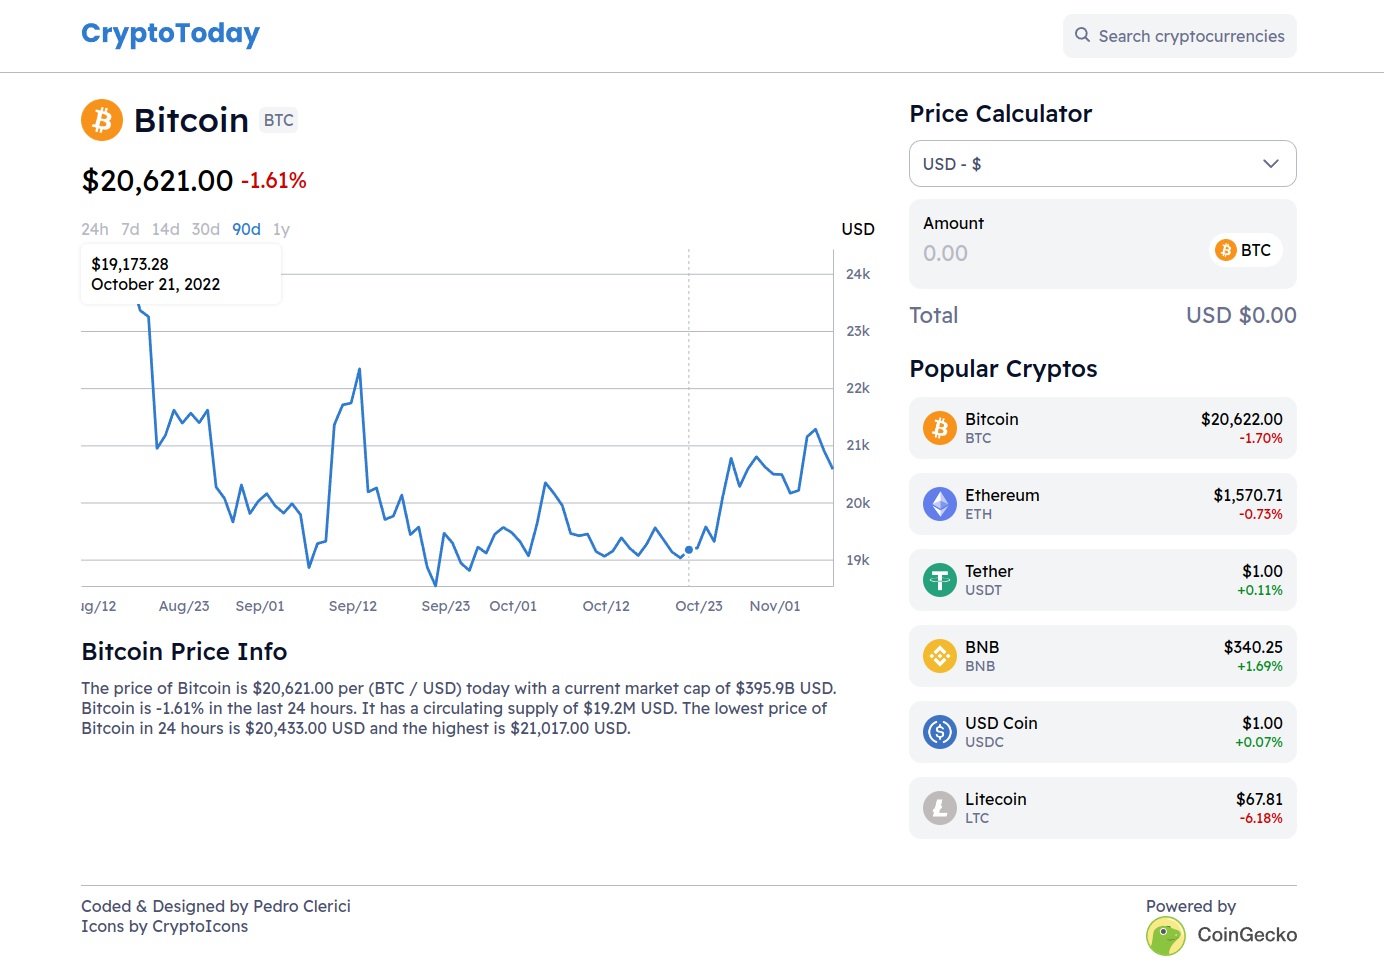 CryptoToday
Search cryptocurrencies
Bitcoin BTC
$20,621.00 -1.61%
24h 7d 14d 30d 90d 1y
USD
$19,173.28
October 21, 2022
24k
23k
22k
21k
20k
19k
ug/12 Aug/23 Sep/01 Sep/12 Sep/23 Oct/01 Oct/12 Oct/23 Nov/01
Bitcoin Price Info
The price of Bitcoin is $20,621.00 per (BTC / USD) today with a current market cap of $395.9B USD.
Bitcoin is -1.61% in the last 24 hours. It has a circulating supply of $19.2M USD. The lowest price of
Bitcoin in 24 hours is $20,433.00 USD and the highest is $21,017.00 USD.
Price Calculator
USD - $
Amount
0.00
BTC
Total USD $0.00
Popular Cryptos
Bitcoin $20,622.00
BTC -1.70%
Ethereum $1,570.71
ETH -0.73%
Tether $1.00
USDT +0.11%
BNB $340.25
BNB +1.69%
USD Coin $1.00
USDC +0.07%
Litecoin $67.81
LTC -6.18%
Coded & Designed by Pedro Clerici
Icons by CryptoIcons
Powered by
CoinGecko